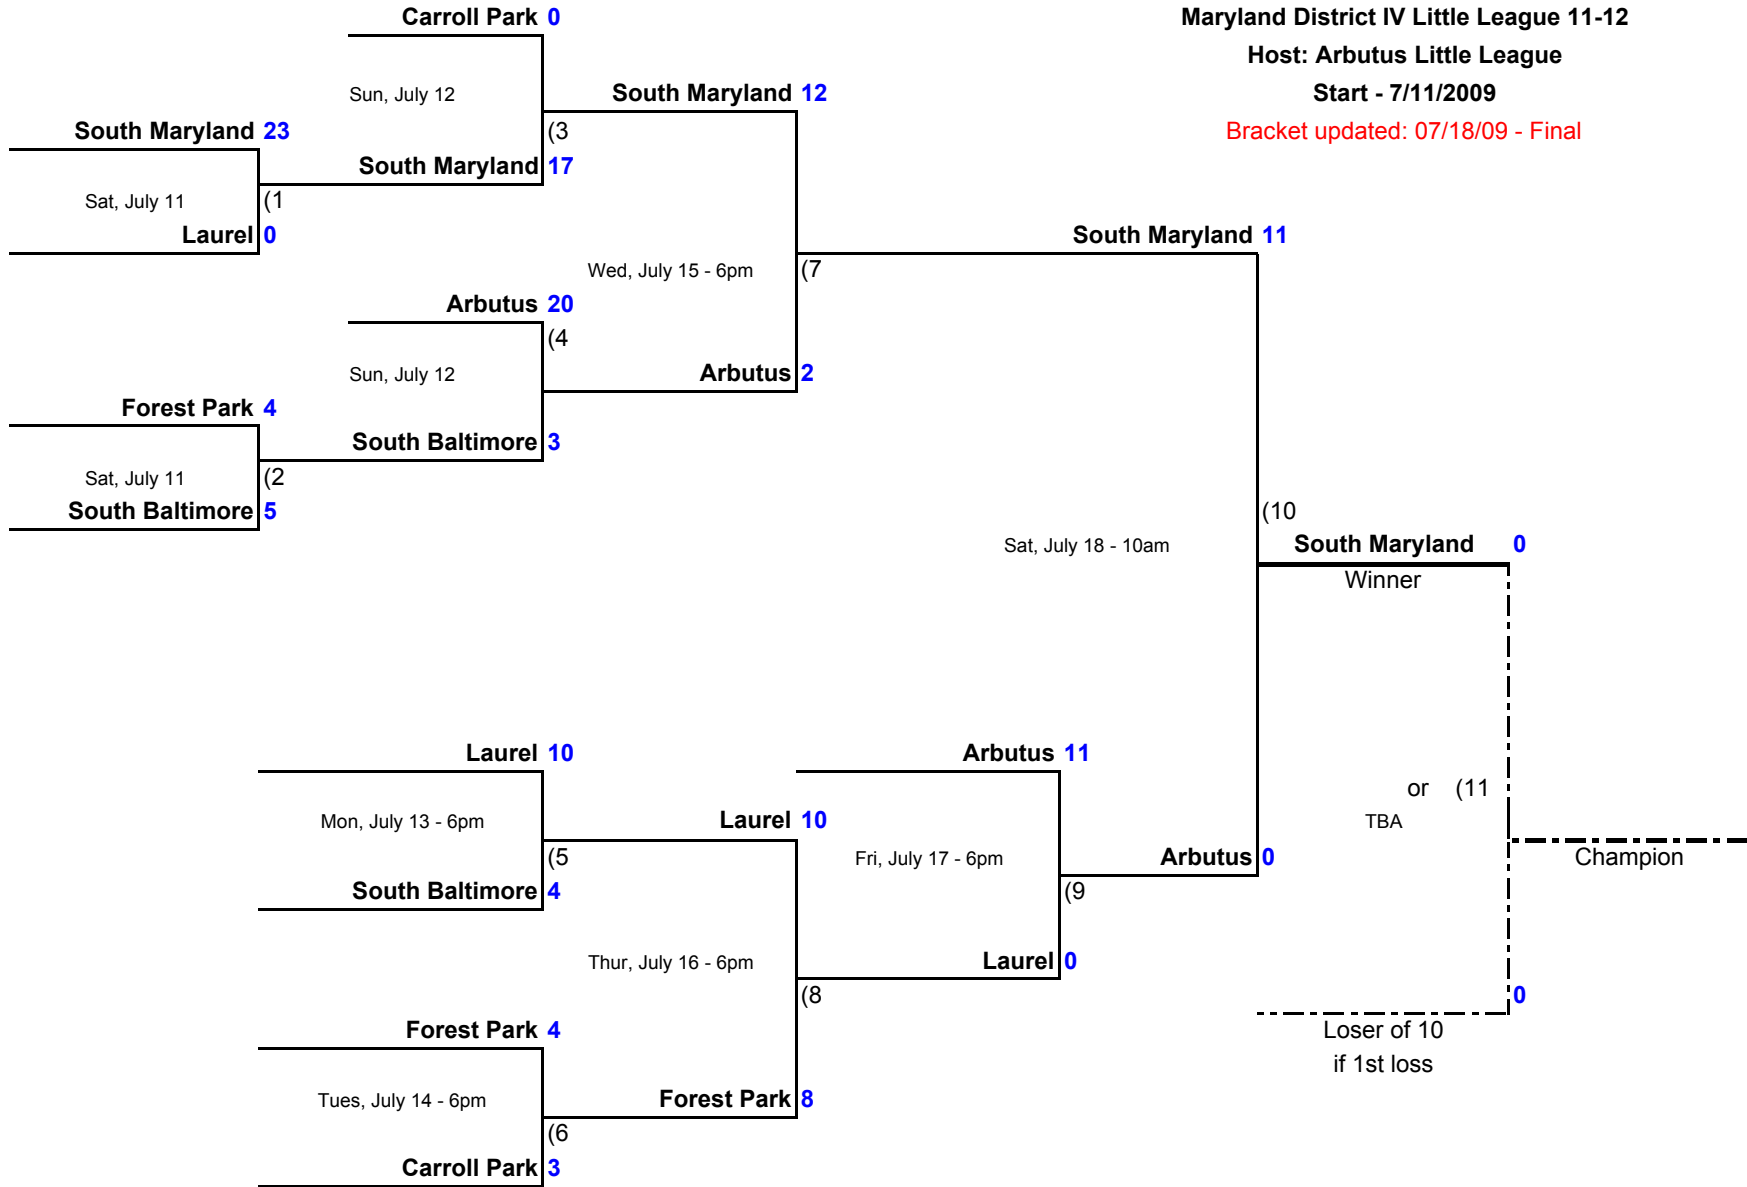 Carroll Park 0
Maryland District IV Little League 11-12
Host: Arbutus Little League
Sun, July 12
South Maryland 12
Start - 7/11/2009
South Maryland 23
(3
Bracket updated: 07/18/09 - Final
South Maryland 17
Sat, July 11
(1
Laurel 0
South Maryland 11
Wed, July 15 - 6pm
(7
Arbutus 20
(4
Sun, July 12
Arbutus 2
Forest Park 4
South Baltimore 3
Sat, July 11
(2
South Baltimore 5
(10
Sat, July 18 - 10am
South Maryland 0
Winner
Laurel 10
Arbutus 11
or (11
Mon, July 13 - 6pm
Laurel 10
TBA
(5
Fri, July 17 - 6pm
Arbutus 0
Champion
South Baltimore 4
(9
Thur, July 16 - 6pm
Laurel 0
(8
0
Forest Park 4
Loser of 10
if 1st loss
Tues, July 14 - 6pm
Forest Park 8
(6
Carroll Park 3